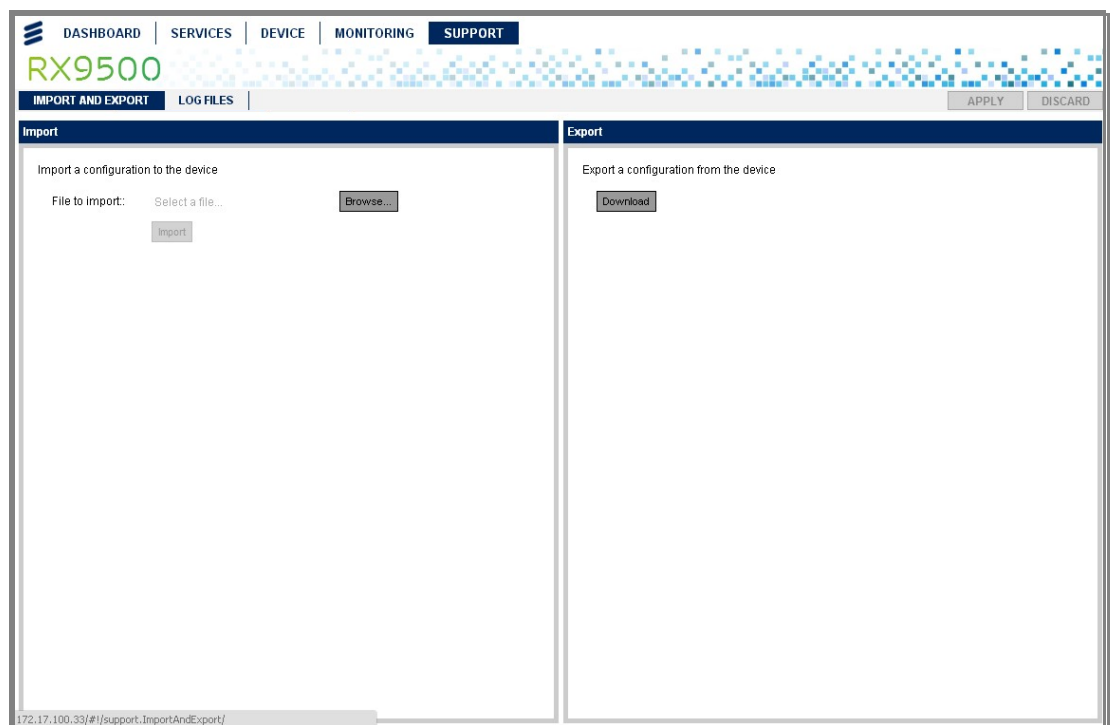 DASHBOARD SERVICES DEVICE MONITORING SUPPORT
RX9500
IMPORT AND EXPORT LOG FILES APPLY DISCARD
Import
Import a configuration to the device
File to import:: Select a file... Browse...
Import
Export
Export a configuration from the device
Download
172.17.100.33/#!/support.ImportAndExport/